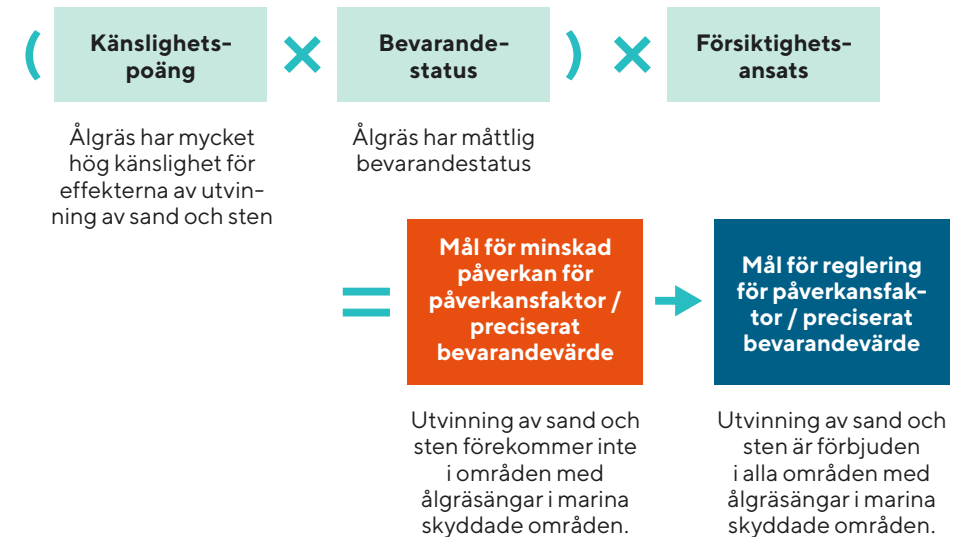 ( Känslighets-
poäng
×
Bevarande-
status
)
×
Försiktighets-
ansats
Ålgräs har mycket
hög känslighet för
effekterna av utvin-
ning av sand och sten
Ålgräs har måttlig
bevarandestatus
=
Mål för minskad
påverkan för
påverkansfaktor /
preciserat
bevarandevärde
Mål för reglering
för påverkansfak-
tor / preciserat
bevarandevärde
Utvinning av sand och
sten förekommer inte
i områden med
ålgräsängar i marina
skyddade områden.
Utvinning av sand och
sten är förbjuden
i alla områden med
ålgräsängar i marina
skyddade områden.